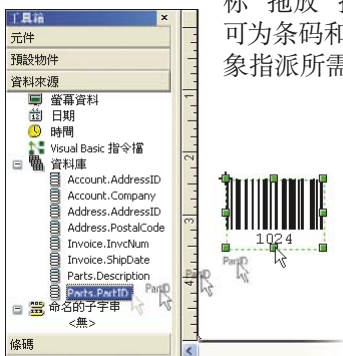 工具箱
元件
預設物件
資料來源
螢幕資料
日期
時間
Visual Basic 指令檔
資料庫
Account.AddressID
Account.Company
Address.AddressID
Address.PostalCode
Invoice.InvcNum
Invoice.ShipDate
Parts.Description
Parts.PartID
PartID
命名的子字串
<無>
條碼
称"拖放"
可为条码和
象指派所需
1024
PartID
PartID
2
3
4